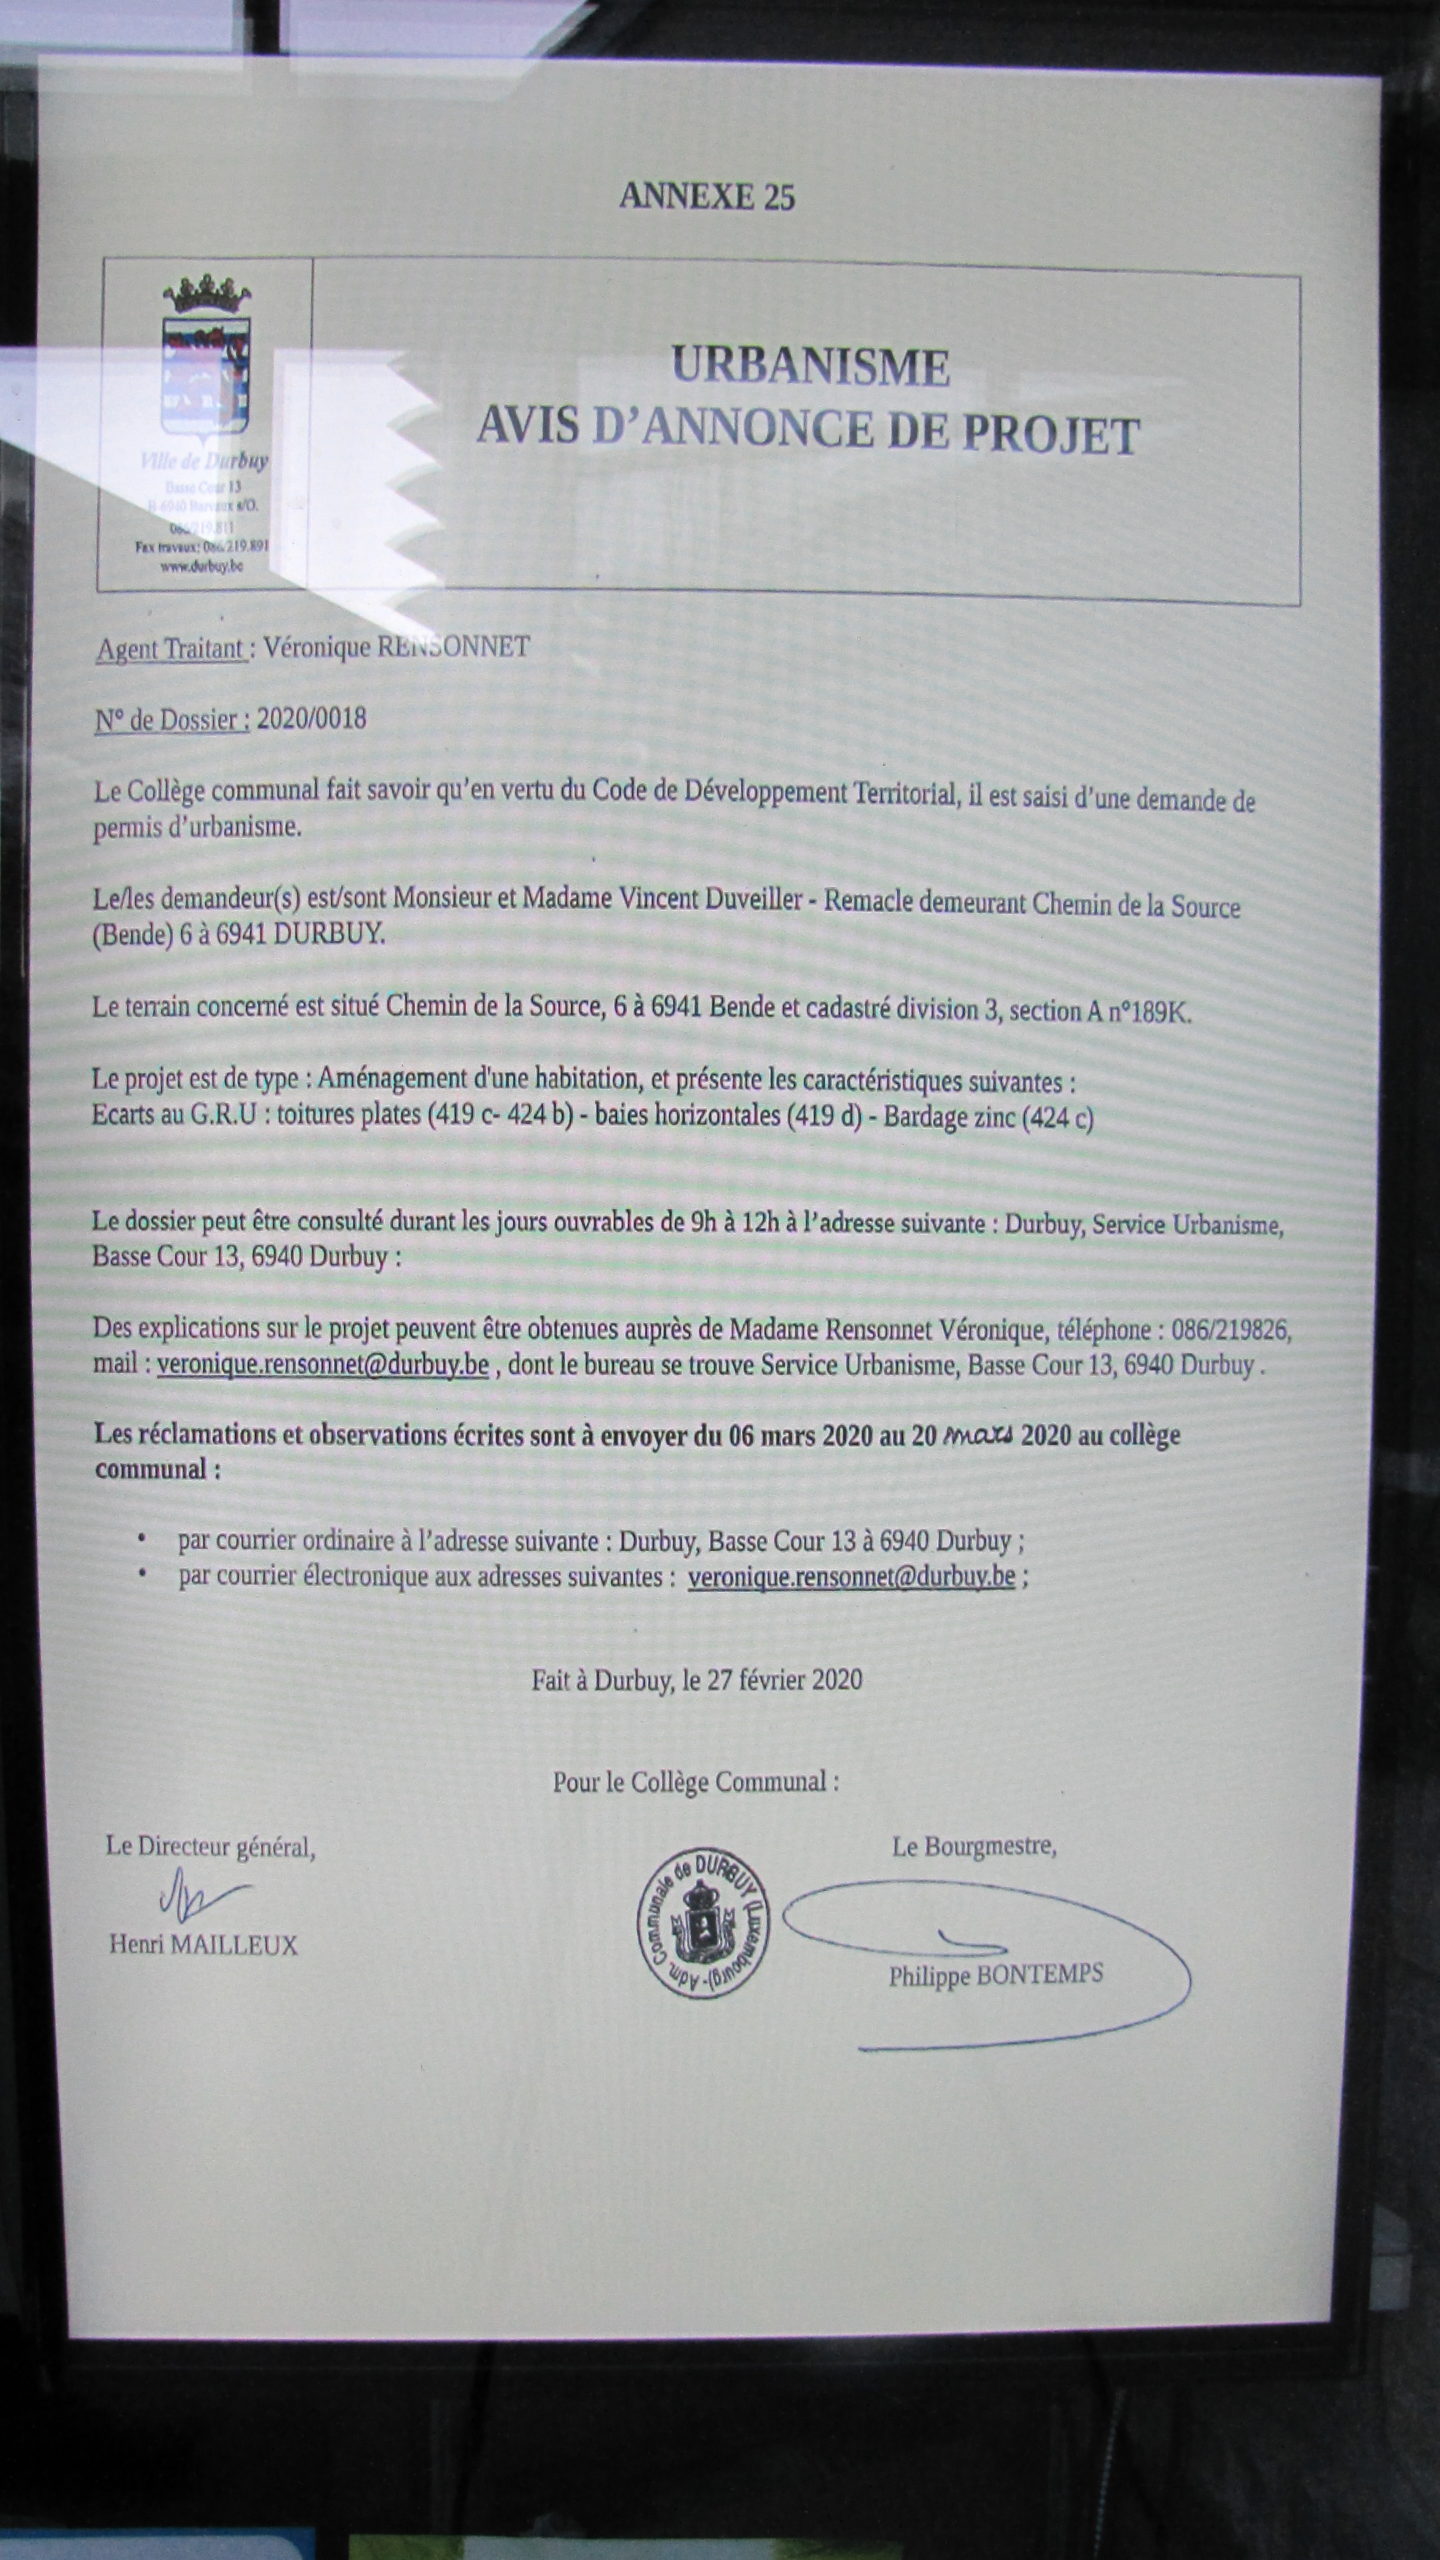 ANNEXE 25
URBANISME
AVIS D’ANNONCE DE PROJET
Ville de Durbuy
Basse Cour 13
B-6940 Barvaux s/O.
086/219.811
Fax travaux: 086.219.891
www.durbuy.be
Agent Traitant : Véronique RENSONNET
N° de Dossier : 2020/0018
Le Collège communal fait savoir qu’en vertu du Code de Développement Territorial, il est saisi d’une demande de
permis d’urbanisme.
Le/les demandeur(s) est/sont Monsieur et Madame Vincent Duveiller - Remacle demeurant Chemin de la Source
(Bende) 6 à 6941 DURBUY.
Le terrain concerné est situé Chemin de la Source, 6 à 6941 Bende et cadastré division 3, section A n°189K.
Le projet est de type : Aménagement d'une habitation, et présente les caractéristiques suivantes :
Ecarts au G.R.U : toitures plates (419 c- 424 b) - baies horizontales (419 d) - Bardage zinc (424 c)
Le dossier peut être consulté durant les jours ouvrables de 9h à 12h à l’adresse suivante : Durbuy, Service Urbanisme,
Basse Cour 13, 6940 Durbuy :
Des explications sur le projet peuvent être obtenues auprès de Madame Rensonnet Véronique, téléphone : 086/219826,
mail : veronique.rensonnet@durbuy.be , dont le bureau se trouve Service Urbanisme, Basse Cour 13, 6940 Durbuy .
Les réclamations et observations écrites sont à envoyer du 06 mars 2020 au 20 mars 2020 au collège
communal :
• par courrier ordinaire à l’adresse suivante : Durbuy, Basse Cour 13 à 6940 Durbuy ;
• par courrier électronique aux adresses suivantes : veronique.rensonnet@durbuy.be ;
Fait à Durbuy, le 27 février 2020
Pour le Collège Communal :
Le Directeur général,
Le Bourgmestre,
Adm. Communale de DURBUY (Luxembourg)-
Henri MAILLEUX
Philippe BONTEMPS